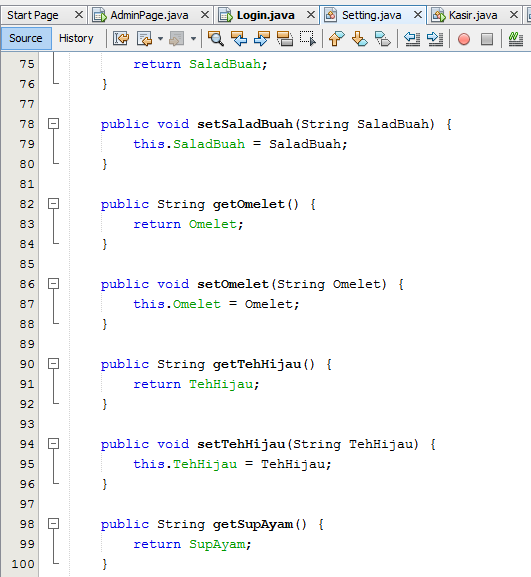 Start Page AdminPage.java Login.java Setting.java Kasir.java
Source History
75 return SaladBuah;
76 }
77
78 public void setSaladBuah(String SaladBuah) {
79 this.SaladBuah = SaladBuah;
80 }
81
82 public String getOmelet() {
83 return Omelet;
84 }
85
86 public void setOmelet(String Omelet) {
87 this.Omelet = Omelet;
88 }
89
90 public String getTehHijau() {
91 return TehHijau;
92 }
93
94 public void setTehHijau(String TehHijau) {
95 this.TehHijau = TehHijau;
96 }
97
98 public String getSupAyam() {
99 return SupAyam;
100 }